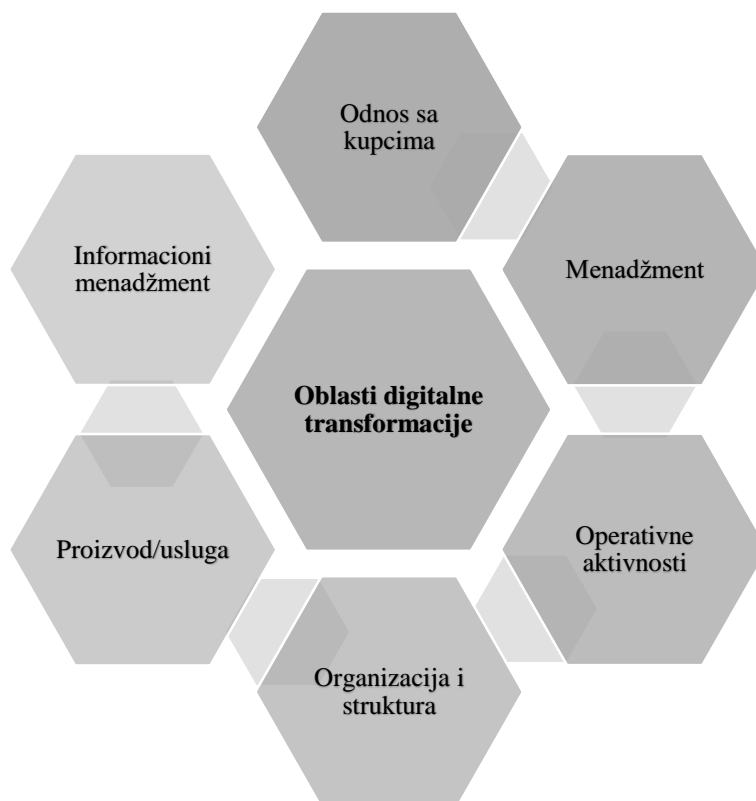 Odnos sa
kupcima
Informacioni
menadžment
Menadžment
Oblasti digitalne
transformacije
Proizvod/usluga
Operativne
aktivnosti
Organizacija i
struktura